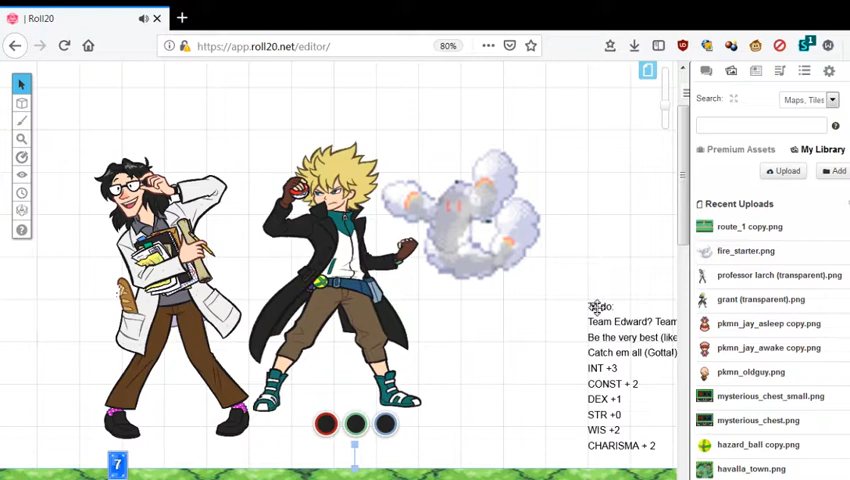 | Roll20
https://app.roll20.net/editor/
80%
Search:
Maps, Tiles
Premium Assets
My Library
Upload
Add
Recent Uploads
route_1 copy.png
fire_starter.png
professor larch (transparent).png
grant (transparent).png
pkmn_jay_asleep copy.png
pkmn_jay_awake copy.png
pkmn_oldguy.png
mysterious_chest_small.png
mysterious_chest.png
hazard_ball copy.png
havalla_town.png
do:
Team Edward? Team
Be the very best (like
Catch em all (Gotta!)
INT +3
CONST + 2
DEX +1
STR +0
WIS +2
CHARISMA + 2
7